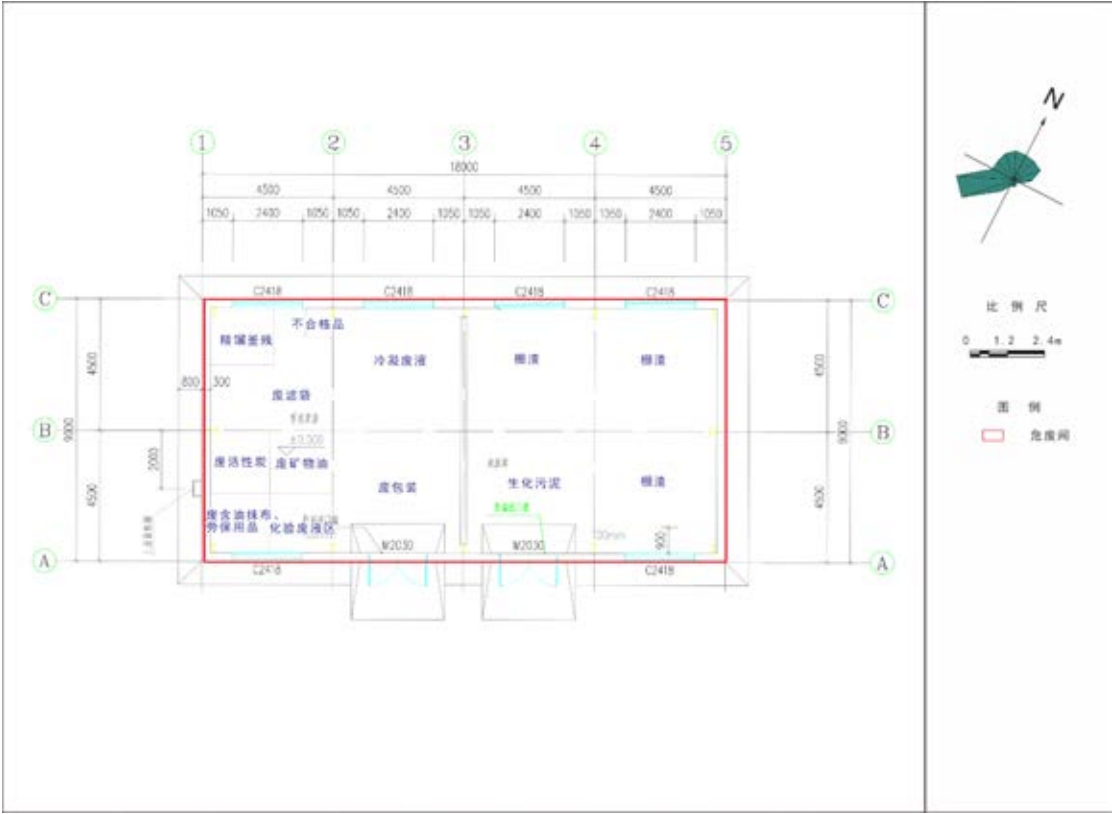 N
1 2 3 4 5
18000
4500 4500 4500 4500
1050 2400 1050 1050 2400 1050 1050 2400 1050 1050 2400 1050
C C2418 C2418 C2418 C2418 C
不合格品
精馏釜残
冷凝废液 棚渣 棚渣
比 例 尺
0 1.2 2.4m
4500 4500
800 300
废滤袋
图 例
危废间
B 9000 9000 B
±0.000
2000
废活性炭 废矿物油
废包装 生化污泥 棚渣
4500 4500
废含油抹布、
劳保用品 化验废液区
M2030 M2030 900
A A
C2418 C2418